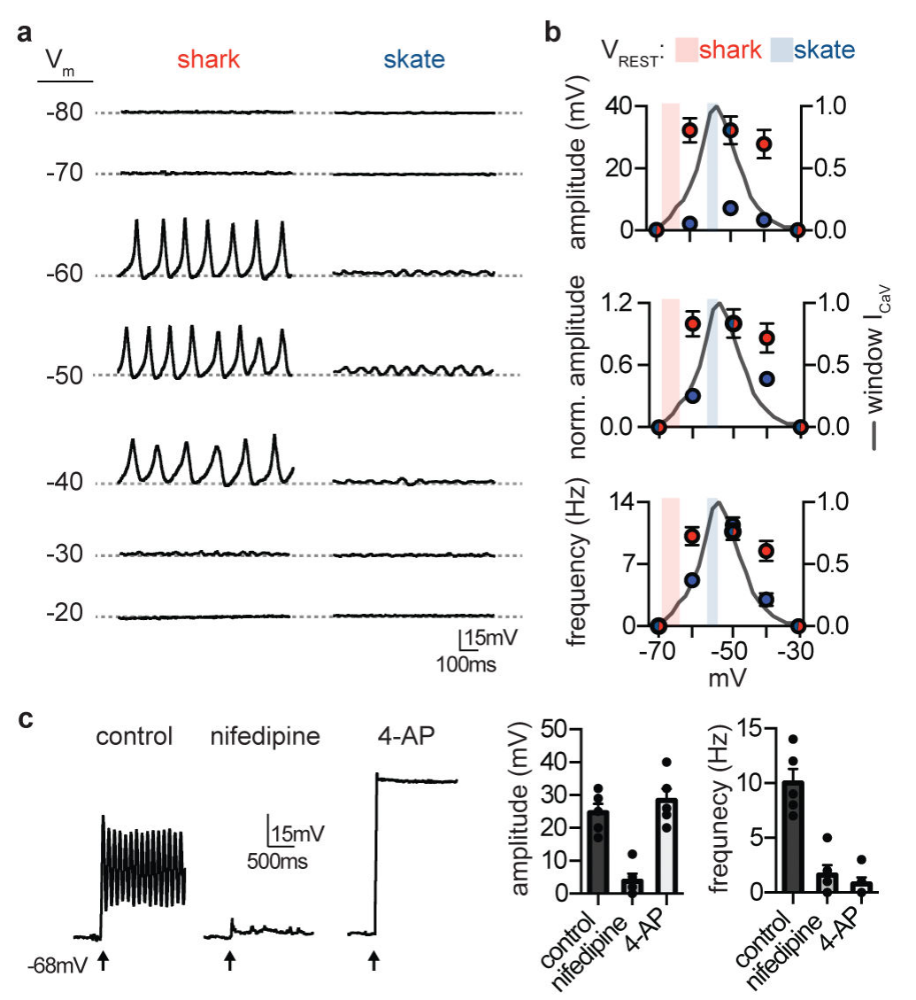 a
V_m shark skate
-80
-70
-60
-50
-40
-30
-20
15mV
100ms
b
V_REST: shark skate
amplitude (mV)
40
20
0
1.0
0.5
0.0
norm. amplitude
1.2
0.6
0.0
1.0
0.5
0.0
window I_CaV
frequency (Hz)
14
7
0
1.0
0.5
0.0
-70 -50 -30
mV
c
control nifedipine 4-AP
15mV
500ms
-68mV
amplitude (mV)
50
40
30
20
10
0
control
nifedipine
4-AP
frequnecy (Hz)
15
10
5
0
control
nifedipine
4-AP